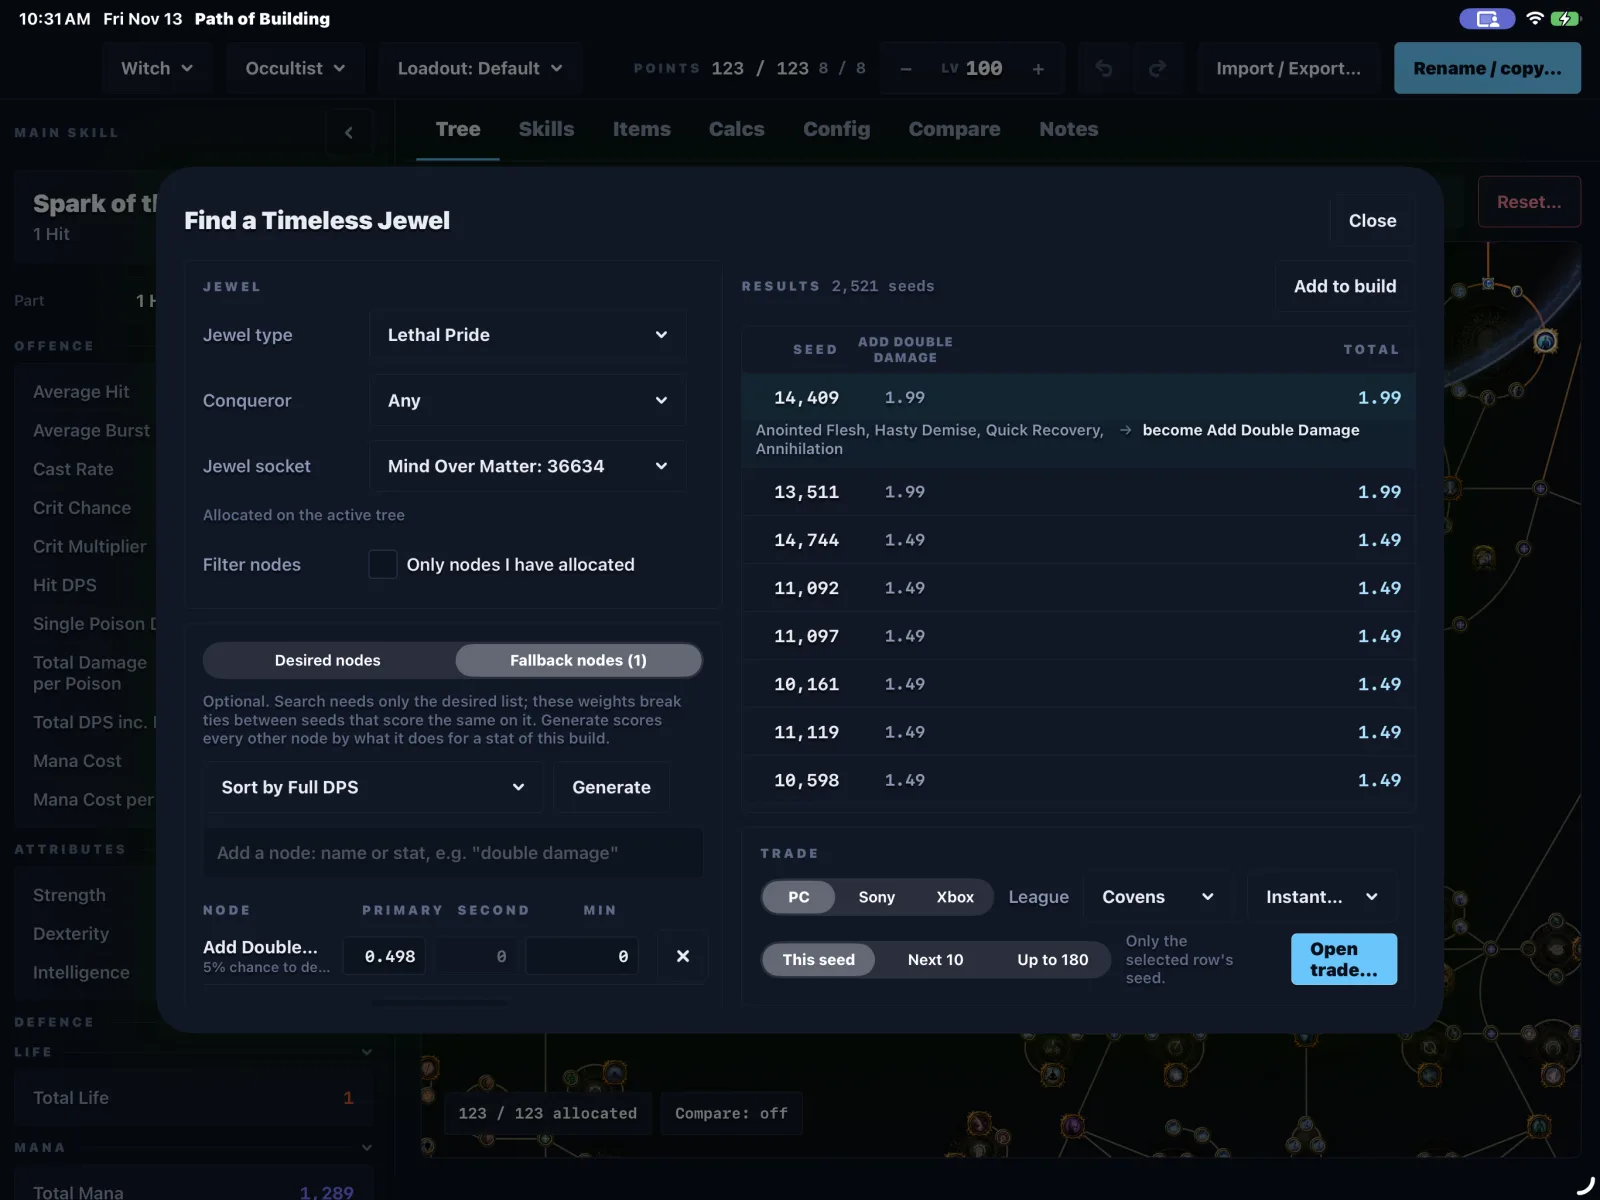 10:31 AM Fri Nov 13 Path of Building
Witch
Occultist
Loadout: Default
POINTS 123 / 123 8 / 8
– LV 100 +
Import / Export...
Rename / copy...
MAIN SKILL
Tree
Skills
Items
Calcs
Config
Compare
Notes
Spark of th
1 Hit
Part 1 H
Reset...
OFFENCE
Average Hit
Average Burst
Cast Rate
Crit Chance
Crit Multiplier
Hit DPS
Single Poison D
Total Damage
per Poison
Total DPS inc.
Mana Cost
Mana Cost per
ATTRIBUTES
Strength
Dexterity
Intelligence
DEFENCE
LIFE
Total Life 1
MANA
Total Mana 1,289
Find a Timeless Jewel
Close
JEWEL
Jewel type Lethal Pride
Conqueror Any
Jewel socket Mind Over Matter: 36634
Allocated on the active tree
Filter nodes Only nodes I have allocated
Desired nodes
Fallback nodes (1)
Optional. Search needs only the desired list; these weights break
ties between seeds that score the same on it. Generate scores
every other node by what it does for a stat of this build.
Sort by Full DPS
Generate
Add a node: name or stat, e.g. "double damage"
NODE PRIMARY SECOND MIN
Add Double... 0.498 0 0
5% chance to de...
RESULTS 2,521 seeds
Add to build
SEED ADD DOUBLE DAMAGE TOTAL
14,409 1.99 1.99
Anointed Flesh, Hasty Demise, Quick Recovery, → become Add Double Damage
Annihilation
13,511 1.99 1.99
14,744 1.49 1.49
11,092 1.49 1.49
11,097 1.49 1.49
10,161 1.49 1.49
11,119 1.49 1.49
10,598 1.49 1.49
TRADE
PC Sony Xbox League Covens Instant...
This seed Next 10 Up to 180
Only the
selected row's
seed.
Open
trade...
123 / 123 allocated
Compare: off